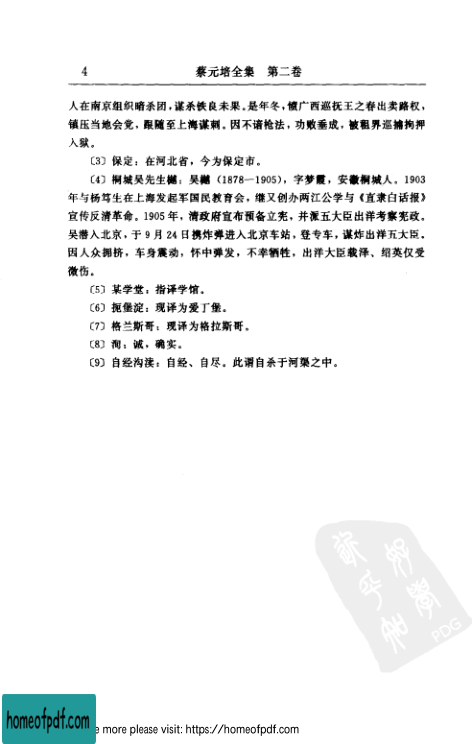 4 蔡元培全集 第二卷
人在南京组织暗杀团，谋杀铁良未果。是年冬，愤广西巡抚王之春出卖路权，
镇压当地会党，跟随至上海谋刺。因不谙枪法，功败垂成，被租界巡捕拘押
入狱。
〔3〕保定：在河北省，今为保定市。
〔4〕桐城吴先生樾：吴樾（1878—1905），字梦霞，安徽桐城人。1903
年与杨笃生在上海发起军国民教育会，继又创办两江公学与《直隶白话报》
宣传反清革命。1905年，清政府宣布预备立宪，并派五大臣出洋考察宪政。
吴潜入北京，于9月24日携炸弹进入北京车站，登专车，谋炸出洋五大臣。
因人众拥挤，车身震动，怀中弹发，不幸牺牲，出洋大臣载泽、绍英仅受
微伤。
〔5〕某学堂：指译学馆。
〔6〕扼堡淀：现译为爱丁堡。
〔7〕格兰斯哥：现译为格拉斯哥。
〔8〕洵：诚，确实。
〔9〕自经沟渎：自经、自尽。此谓自杀于河渠之中。
PDG
homeofpdf.com
e more please visit: https://homeofpdf.com